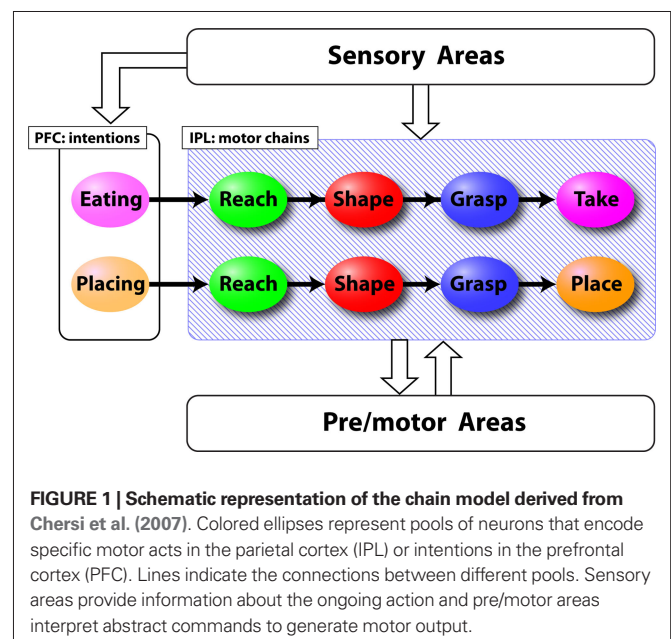 Sensory Areas
PFC: intentions
IPL: motor chains
Eating Reach Shape Grasp Take
Placing Reach Shape Grasp Place
Pre/motor Areas
FIGURE 1 | Schematic representation of the chain model derived from
Chersi et al. (2007). Colored ellipses represent pools of neurons that encode
specific motor acts in the parietal cortex (IPL) or intentions in the prefrontal
cortex (PFC). Lines indicate the connections between different pools. Sensory
areas provide information about the ongoing action and pre/motor areas
interpret abstract commands to generate motor output.